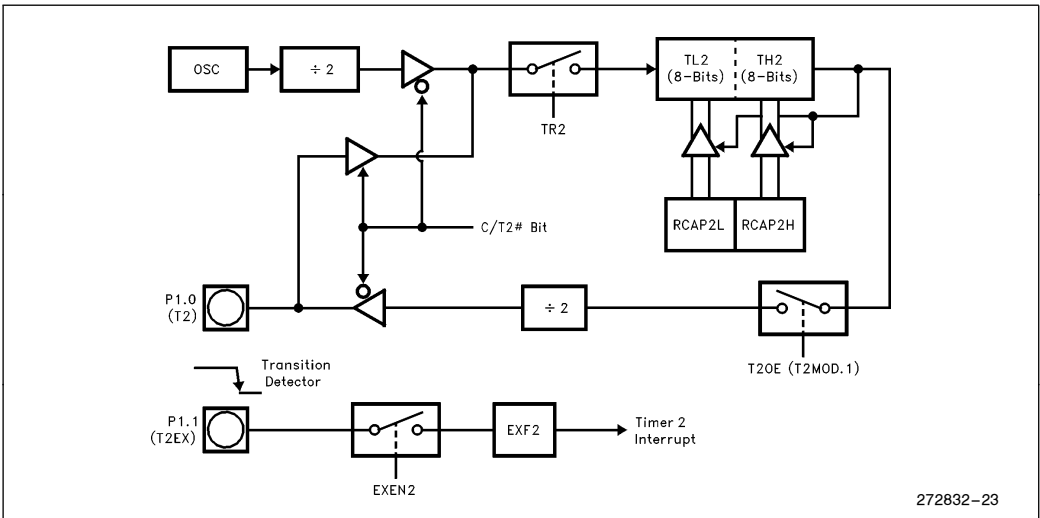 OSC
÷ 2
TR2
TL2
(8-Bits)
TH2
(8-Bits)
RCAP2L
RCAP2H
C/T2# Bit
P1.0
(T2)
÷ 2
T2OE (T2MOD.1)
Transition
Detector
P1.1
(T2EX)
EXEN2
EXF2
Timer 2
Interrupt
272832–23